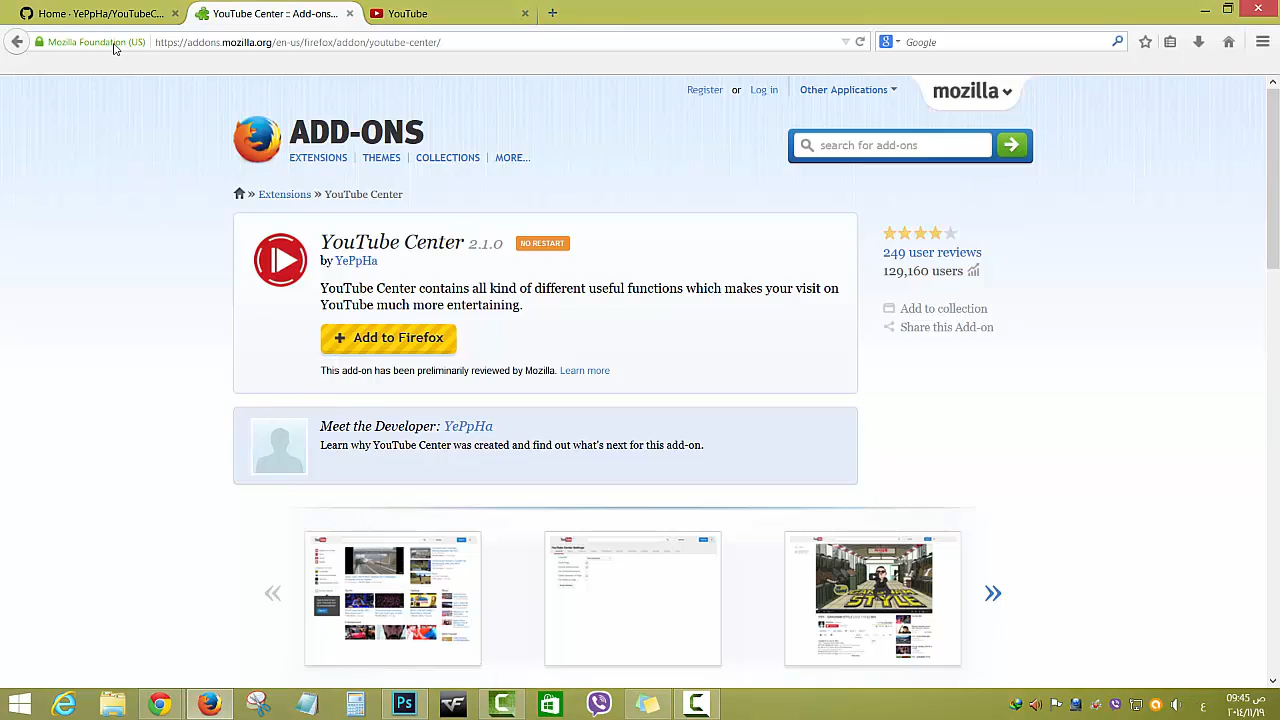 Home - YePpHa/YouTubeC...
YouTube Center :: Add-ons...
YouTube
Mozilla Foundation (US)
https://addons.mozilla.org/en-us/firefox/addon/youtube-center/
Google
Register or Log in
Other Applications
mozilla
ADD-ONS
EXTENSIONS | THEMES | COLLECTIONS | MORE...
search for add-ons
» Extensions » YouTube Center
YouTube Center 2.1.0 NO RESTART
by YePpHa
YouTube Center contains all kind of different useful functions which makes your visit on
YouTube much more entertaining.
+ Add to Firefox
This add-on has been preliminarily reviewed by Mozilla. Learn more
249 user reviews
129,160 users
Add to collection
Share this Add-on
Meet the Developer: YePpHa
Learn why YouTube Center was created and find out what's next for this add-on.
« »
Ps
ع
09:45 ص